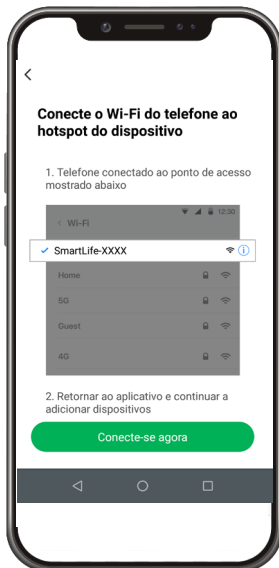 Conecte o Wi-Fi do telefone ao
hotspot do dispositivo
1. Telefone conectado ao ponto de acesso
mostrado abaixo
12:30
< Wi-Fi
SmartLife-XXXX
Home
5G
Guest
4G
2. Retornar ao aplicativo e continuar a
adicionar dispositivos
Conecte-se agora